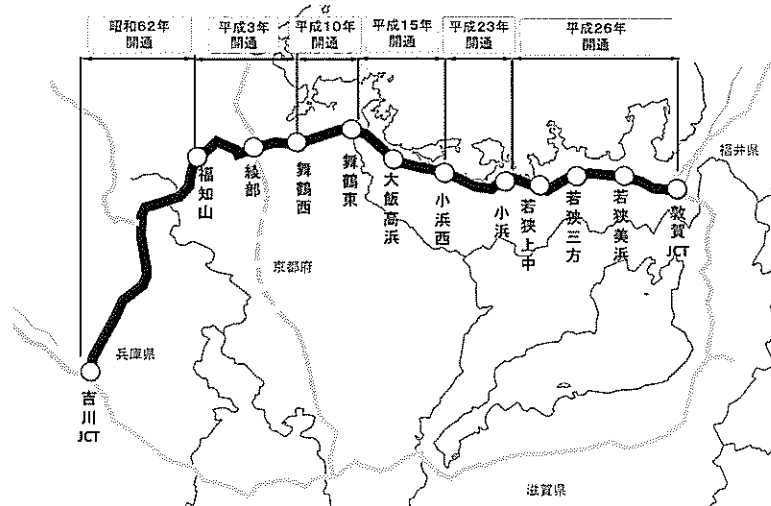 昭和62年
開通
平成3年
開通
平成10年
開通
平成15年
開通
平成23年
開通
平成26年
開通
福井県
福知山
綾部
舞鶴西
舞鶴東
大飯高浜
小浜西
小浜
若狭上中
若狭三方
若狭美浜
敦賀
JCT
京都府
兵庫県
吉川
JCT
滋賀県